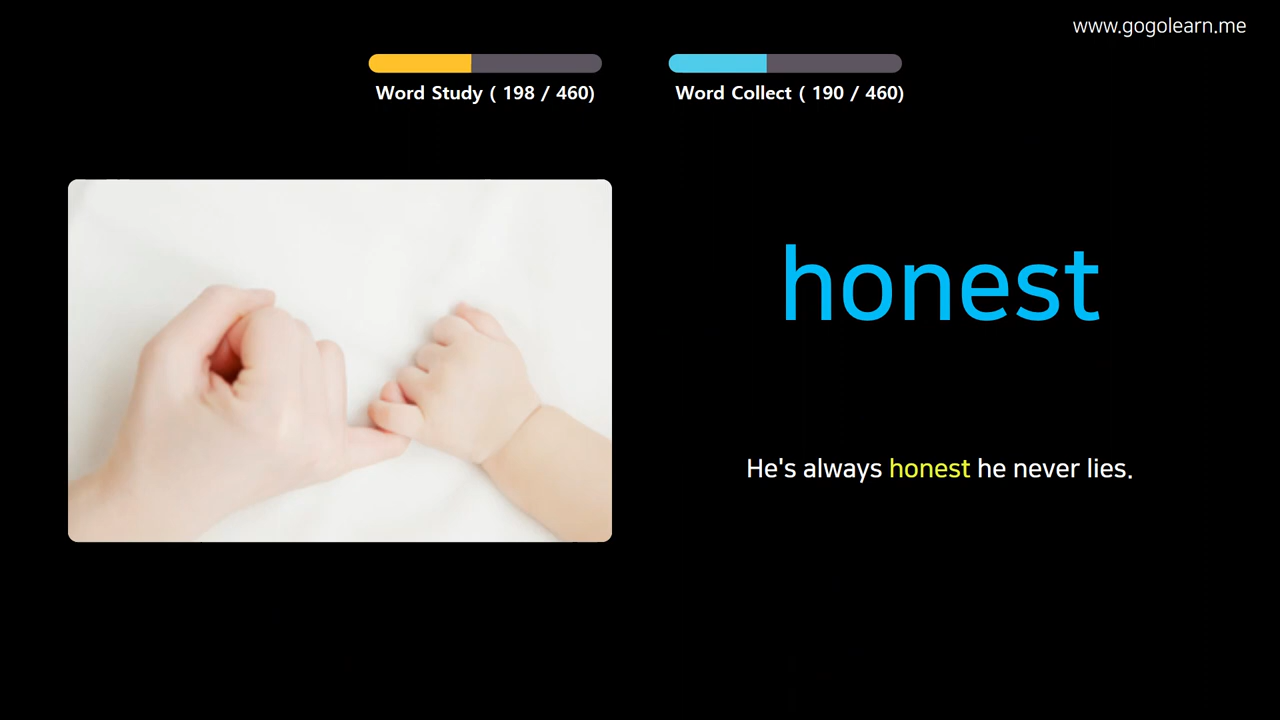 www.gogolearn.me
Word Study ( 198 / 460)
Word Collect ( 190 / 460)
honest
He's always honest he never lies.